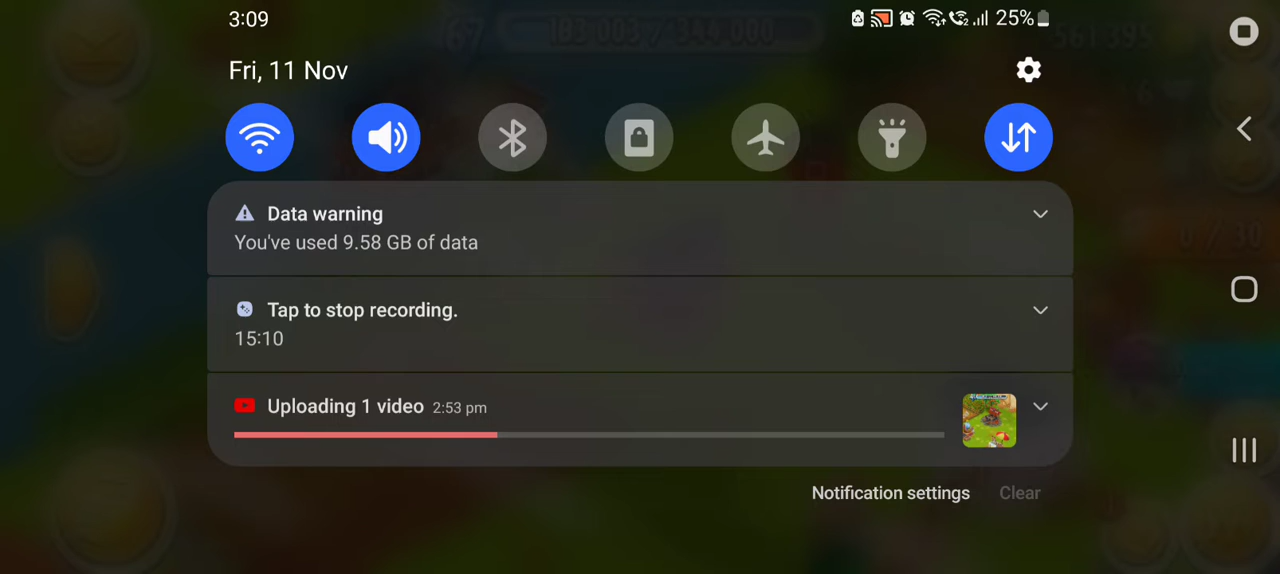 3:09
25%
Fri, 11 Nov
Data warning
You've used 9.58 GB of data
Tap to stop recording.
15:10
Uploading 1 video 2:53 pm
Notification settings Clear